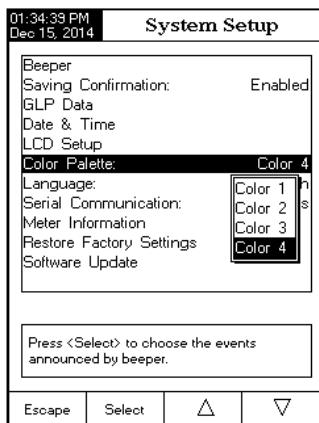 01:34:39 PM
Dec 15, 2014
System Setup
Beeper
Saving Confirmation: Enabled
GLP Data
Date & Time
LCD Setup
Color Palette: Color 4
Language: h
Serial Communication: s
Meter Information
Restore Factory Settings
Software Update
Color 1
Color 2
Color 3
Color 4
Press <Select> to choose the events
announced by beeper.
Escape Select